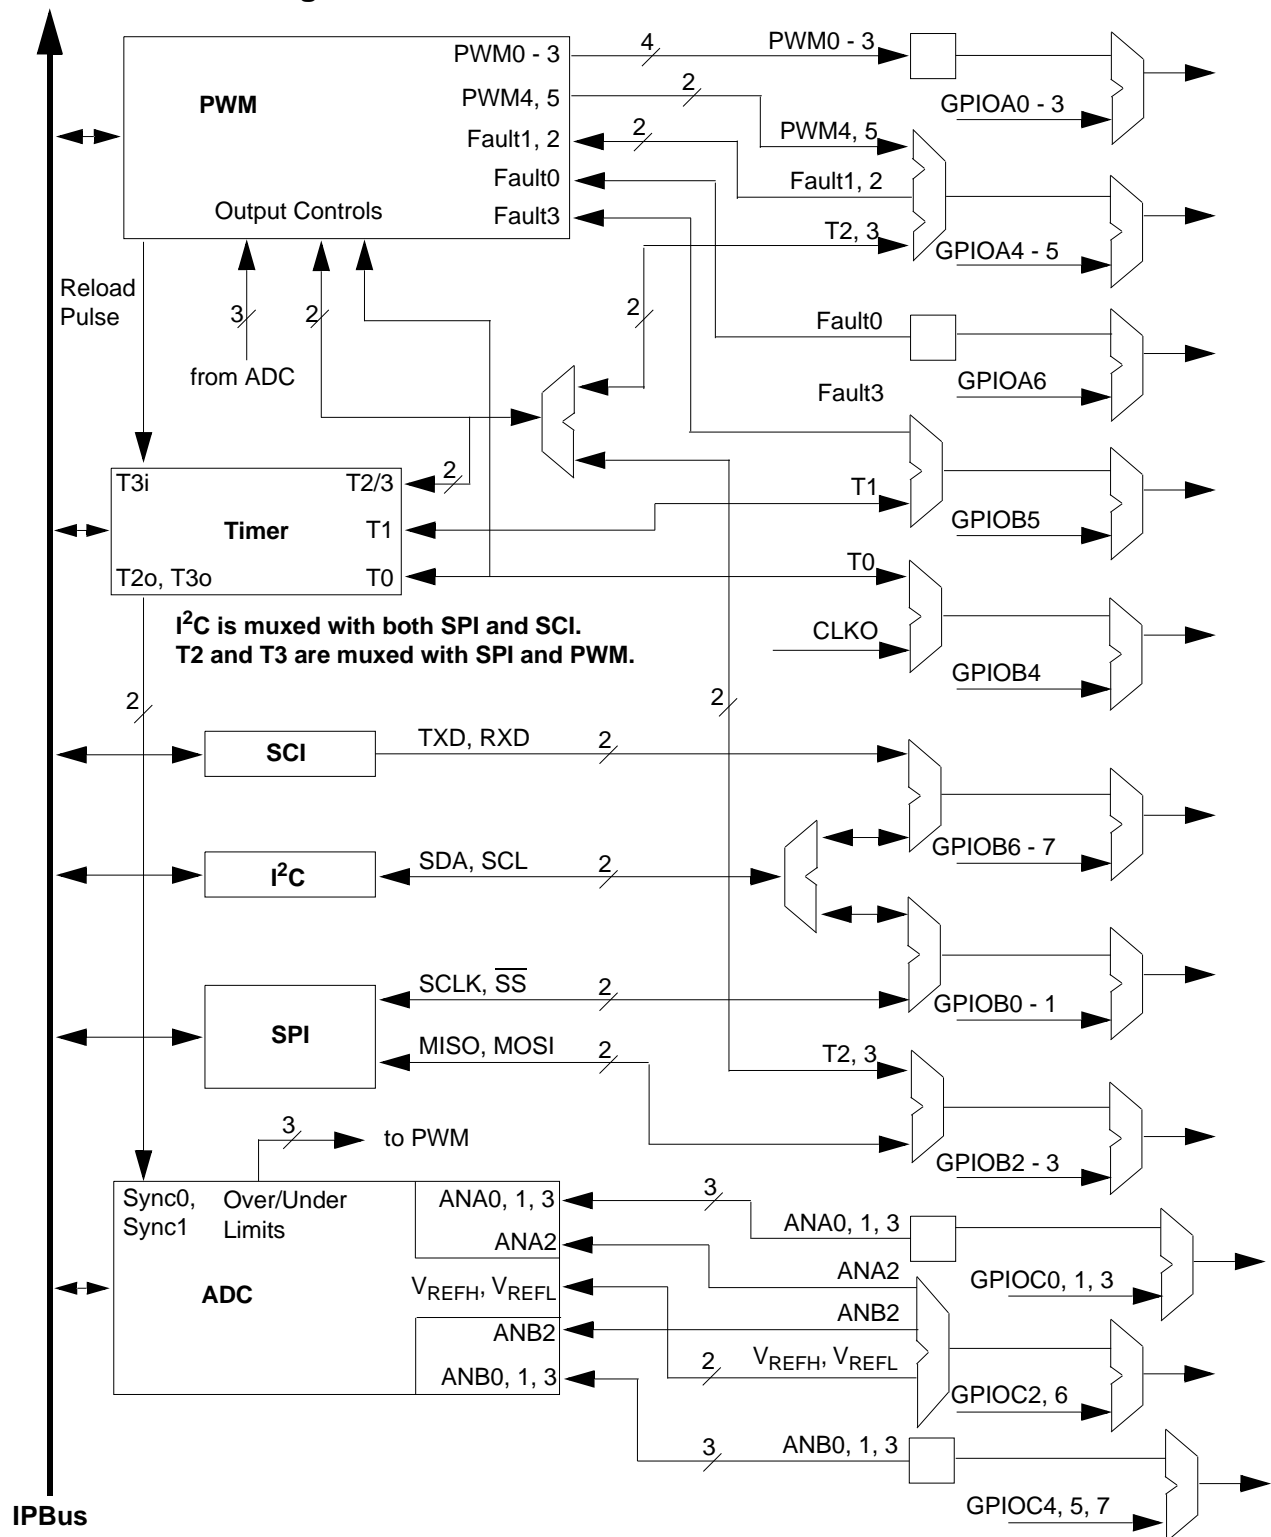 PWM0 - 3
4
PWM0 - 3
PWM
PWM4, 5
2
GPIOA0 - 3
Fault1, 2
2
PWM4, 5
Fault0
Fault1, 2
Output Controls
Fault3
T2, 3
GPIOA4 - 5
Reload
Pulse
3
2
2
Fault0
from ADC
GPIOA6
Fault3
T3i
T2/3
2
T1
Timer
T1
GPIOB5
T2o, T3o
T0
T0
I2C is muxed with both SPI and SCI.
T2 and T3 are muxed with SPI and PWM.
CLKO
GPIOB4
2
2
SCI
TXD, RXD
2
GPIOB6 - 7
I2C
SDA, SCL
2
SCLK, SS
2
GPIOB0 - 1
SPI
MISO, MOSI
2
T2, 3
3
to PWM
GPIOB2 - 3
Sync0,
Sync1
Over/Under
Limits
ANA0, 1, 3
3
ANA0, 1, 3
ANA2
ANA2
GPIOC0, 1, 3
ADC
VREFH, VREFL
ANB2
ANB2
2
VREFH, VREFL
ANB0, 1, 3
GPIOC2, 6
3
ANB0, 1, 3
GPIOC4, 5, 7
IPBus